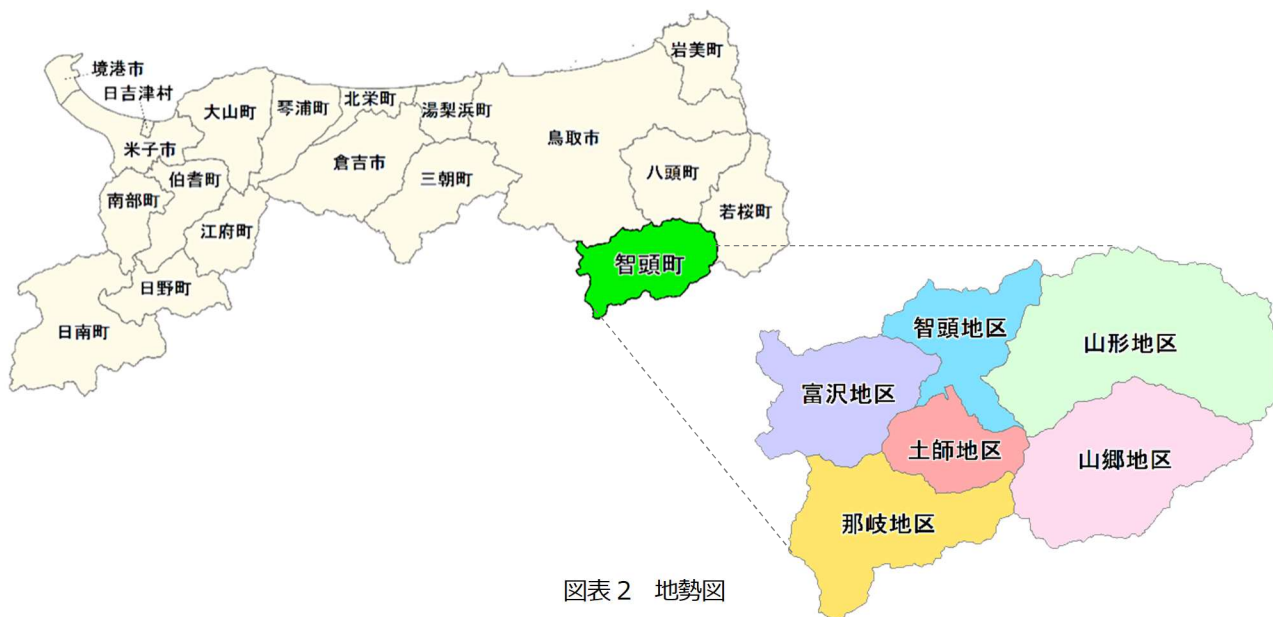 境港市
日吉津村
米子市
大山町
琴浦町
北栄町
湯梨浜町
鳥取市
岩美町
八頭町
若桜町
倉吉市
三朝町
伯耆町
南部町
江府町
日野町
日南町
智頭町
智頭地区
山形地区
富沢地区
土師地区
山郷地区
那岐地区
図表2 地勢図